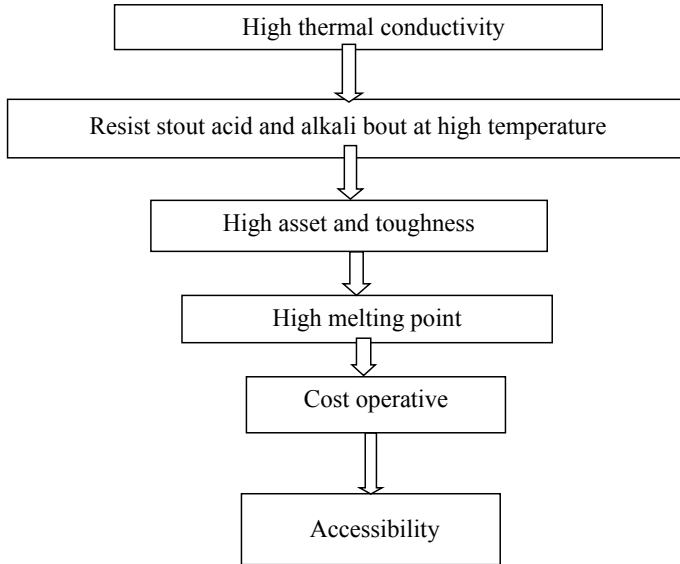 High thermal conductivity
Resist stout acid and alkali bout at high temperature
High asset and toughness
High melting point
Cost operative
Accessibility